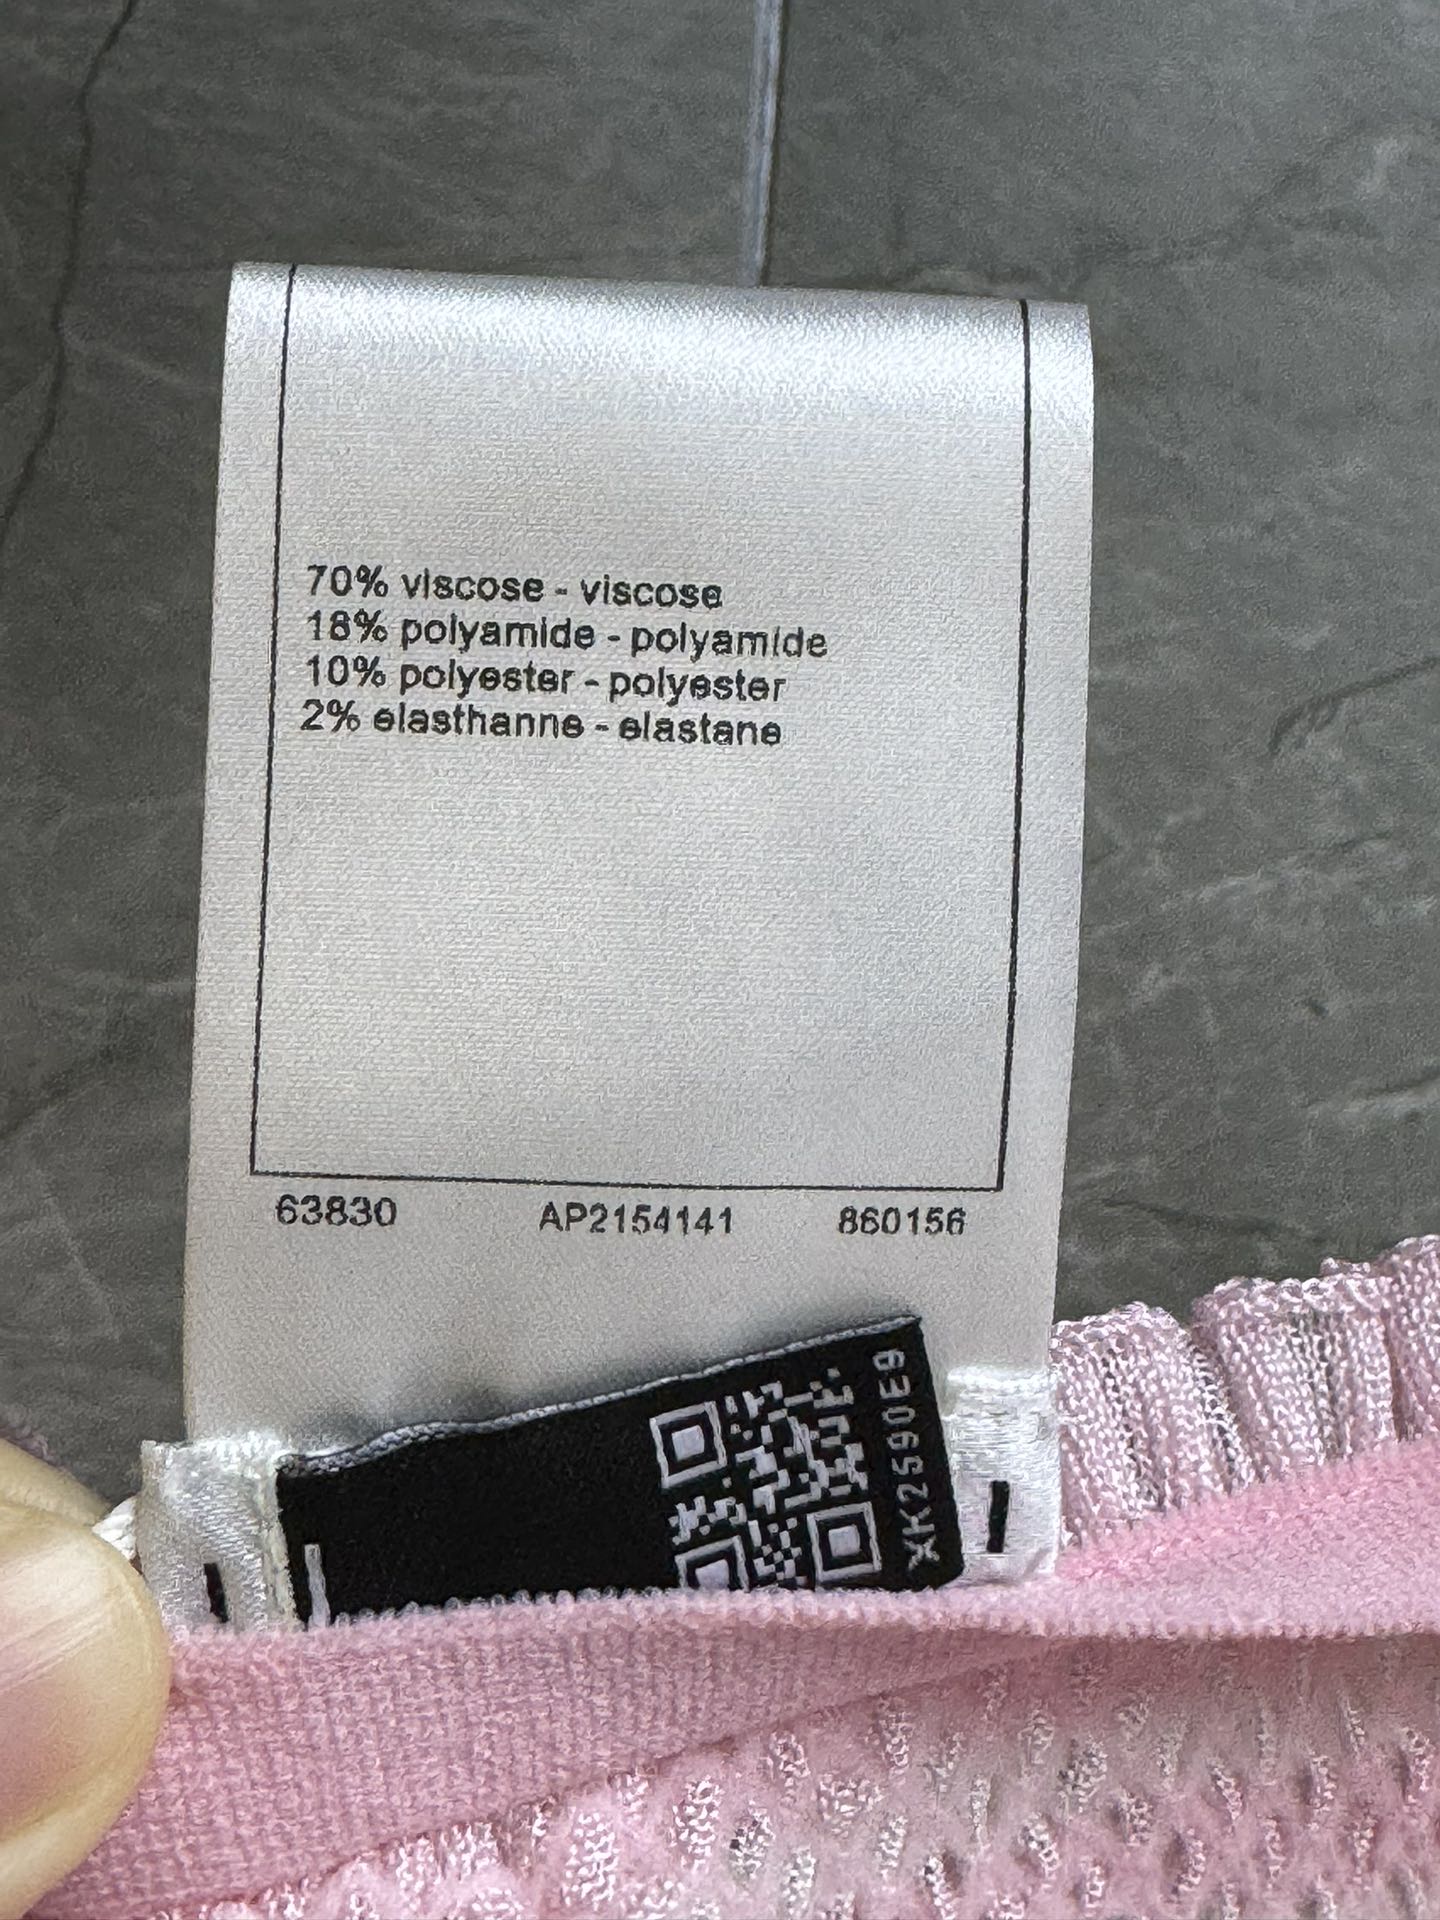 70% viscose - viscose
18% polyamide - polyamide
10% polyester - polyester
2% elasthanne - elastane
63830 AP2154141 860156
XK2590E9